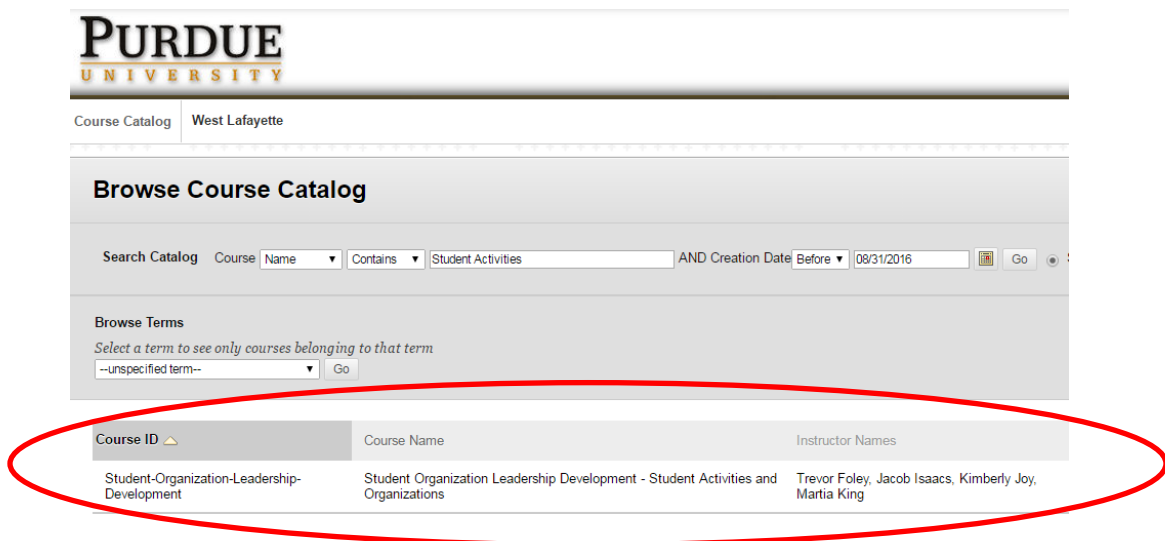 PURDUE
UNIVERSITY
Course Catalog West Lafayette
Browse Course Catalog
Search Catalog Course Name Contains Student Activities AND Creation Date Before 08/31/2016 Go
Browse Terms
Select a term to see only courses belonging to that term
--unspecified term-- Go
Course ID Course Name Instructor Names
Student-Organization-Leadership- Student Organization Leadership Development - Student Activities and Trevor Foley, Jacob Isaacs, Kimberly Joy,
Development Organizations Martia King